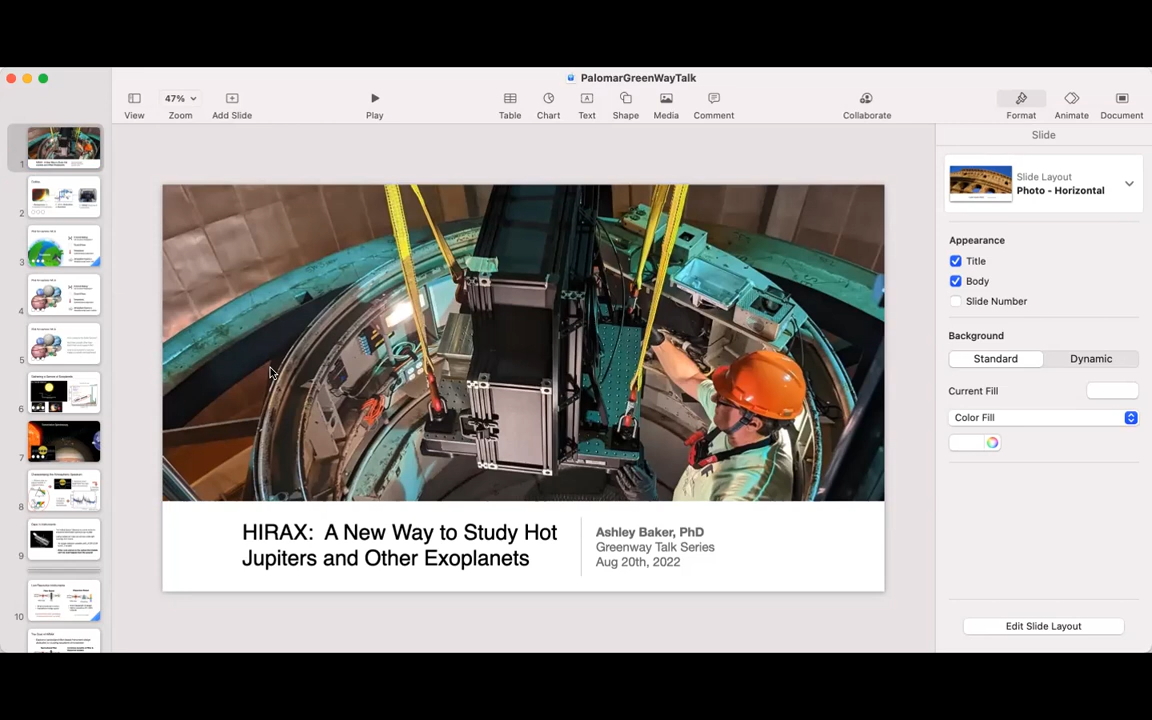 PalomarGreenWayTalk
View
47%
Zoom
Add Slide
Play
Table
Chart
Text
Shape
Media
Comment
Collaborate
Format
Animate
Document
Slide
Slide Layout
Photo - Horizontal
Appearance
Title
Body
Slide Number
Background
Standard
Dynamic
Current Fill
Color Fill
Edit Slide Layout
1
2
3
4
5
6
7
8
9
10
HIRAX: A New Way to Study Hot
Jupiters and Other Exoplanets
Ashley Baker, PhD
Greenway Talk Series
Aug 20th, 2022